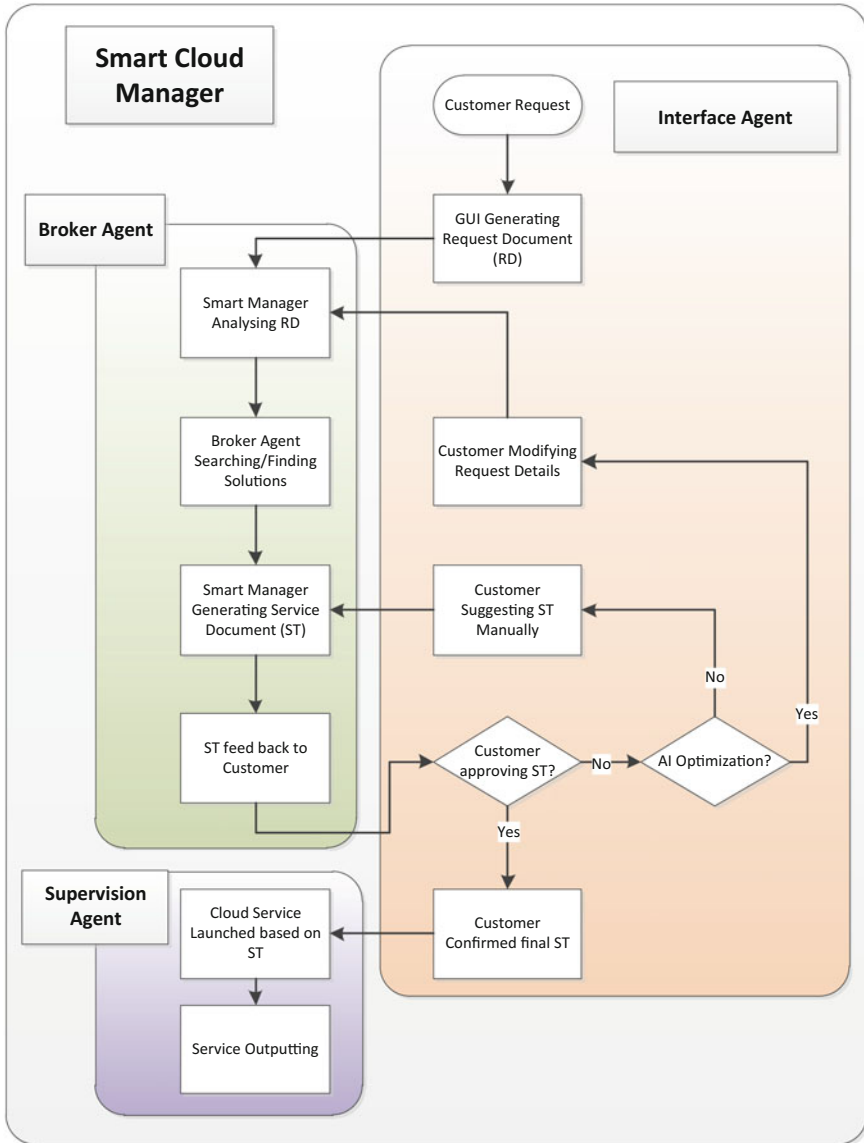 Smart Cloud
Manager
Customer Request
Interface Agent
GUI Generating
Request Document
(RD)
Broker Agent
Smart Manager
Analysing RD
Broker Agent
Searching/Finding
Solutions
Customer Modifying
Request Details
Smart Manager
Generating Service
Document (ST)
Customer
Suggesting ST
Manually
No
Yes
ST feed back to
Customer
Customer
approving ST?
No
AI Optimization?
Yes
Supervision
Agent
Cloud Service
Launched based on
ST
Customer
Confirmed final ST
Service Outputting